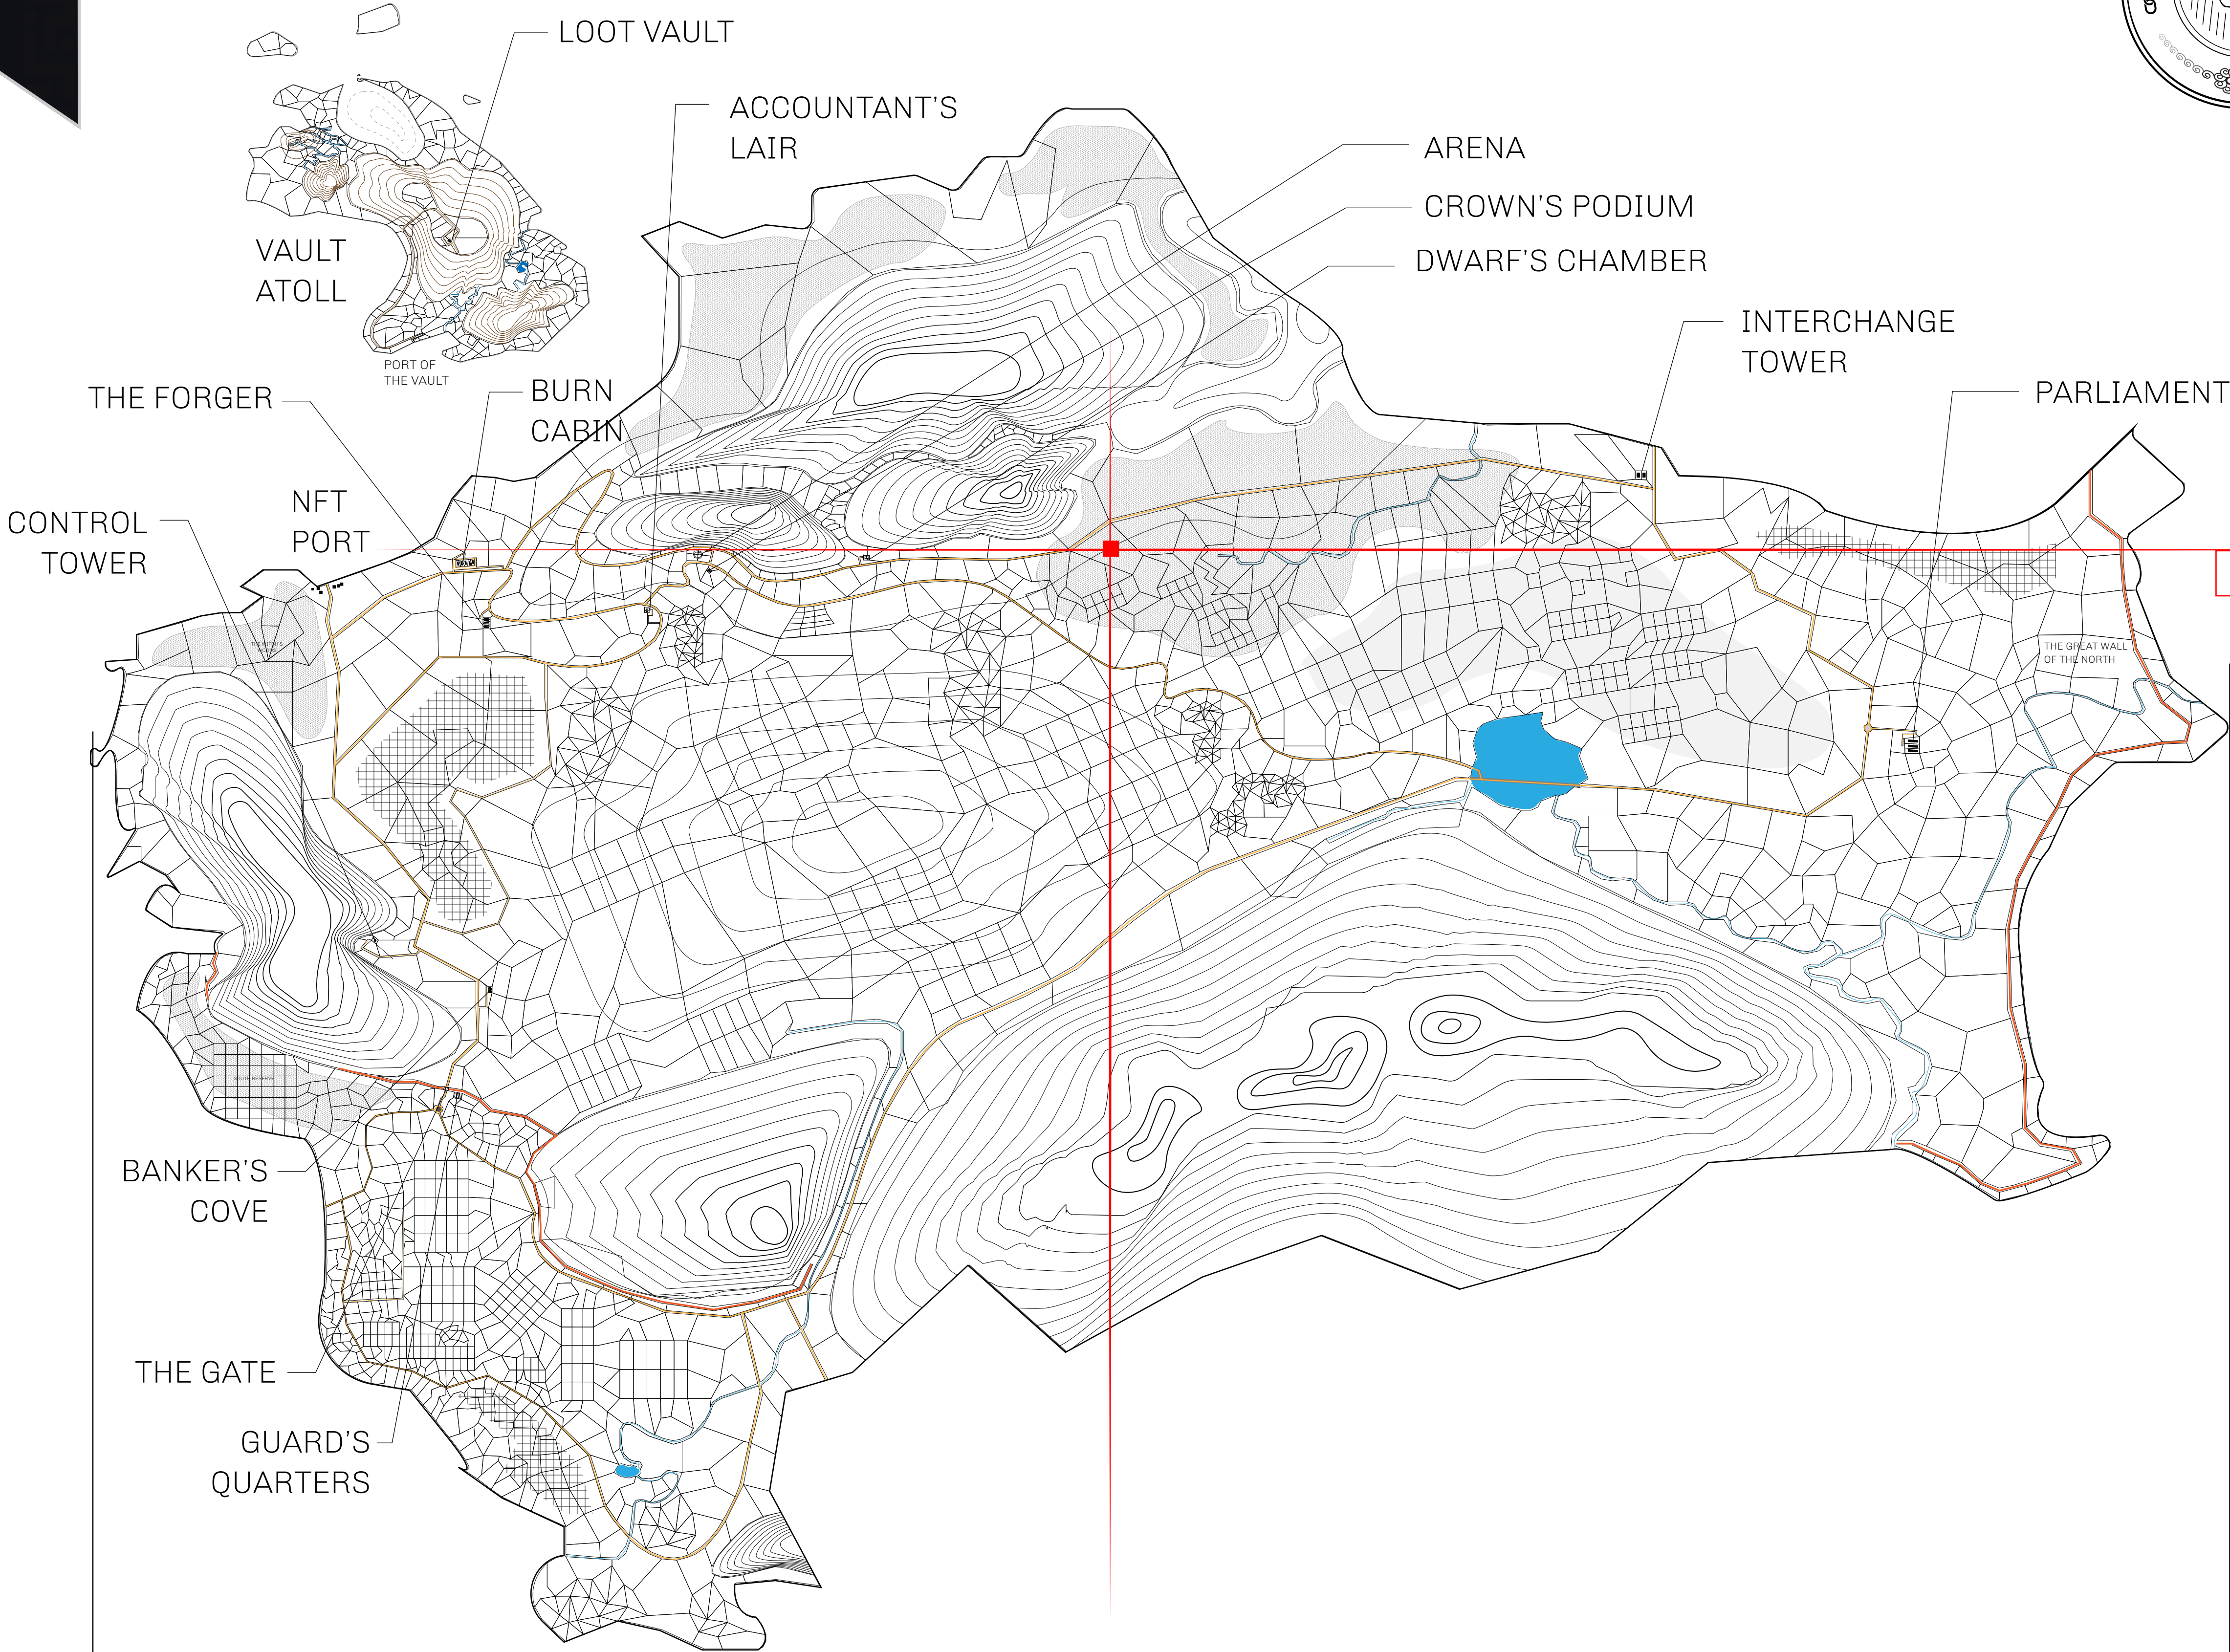 LOOT VAULT
ACCOUNTANT'S
LAIR
ARENA
CROWN'S PODIUM
DWARF'S CHAMBER
VAULT
ATOLL
INTERCHANGE
TOWER
PORT OF
THE VAULT
THE FORGER
BURN
CABIN
PARLIAMENT
NFT
PORT
CONTROL
TOWER
THE GREAT WALL
OF THE NORTH
SOUTH RESERVE
BANKER'S
COVE
THE GATE
GUARD'S
QUARTERS